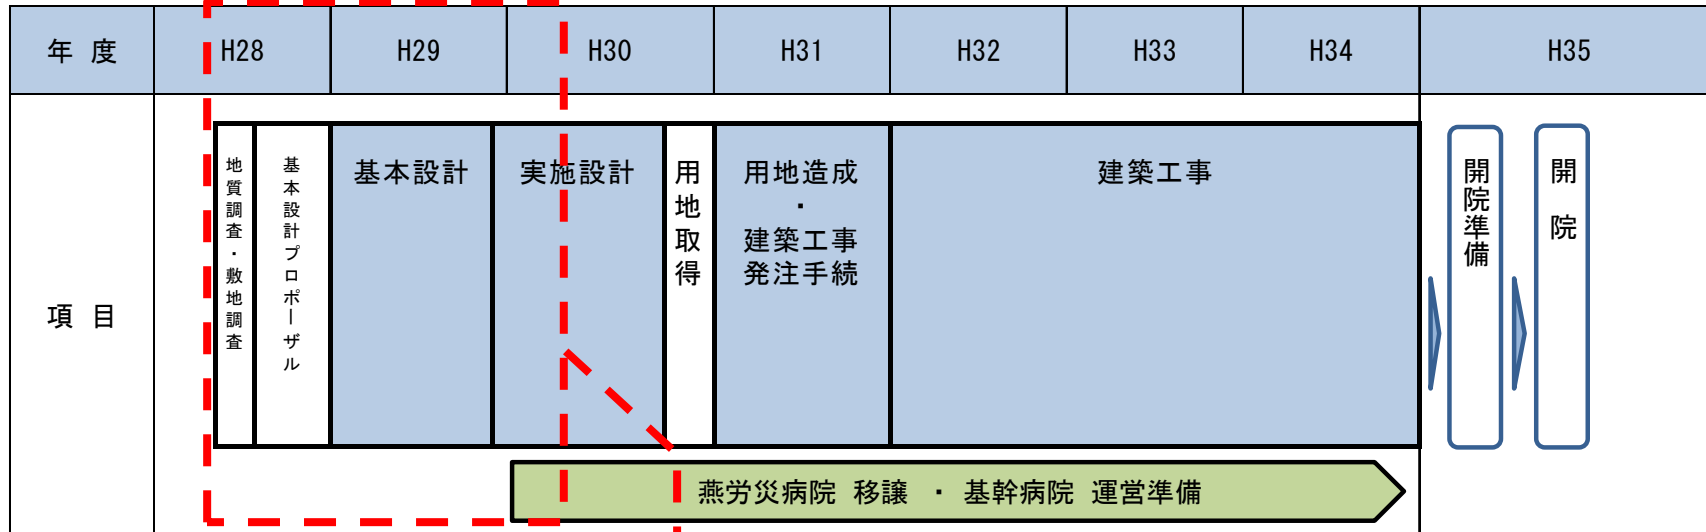 年 度
H28
H29
H30
H31
H32
H33
H34
H35
項 目
地質調査・敷地調査
基本設計プロポーザル
基本設計
実施設計
用地取得
用地造成
・
建築工事
発注手続
建築工事
開院準備
開 院
燕労災病院 移譲 ・ 基幹病院 運営準備